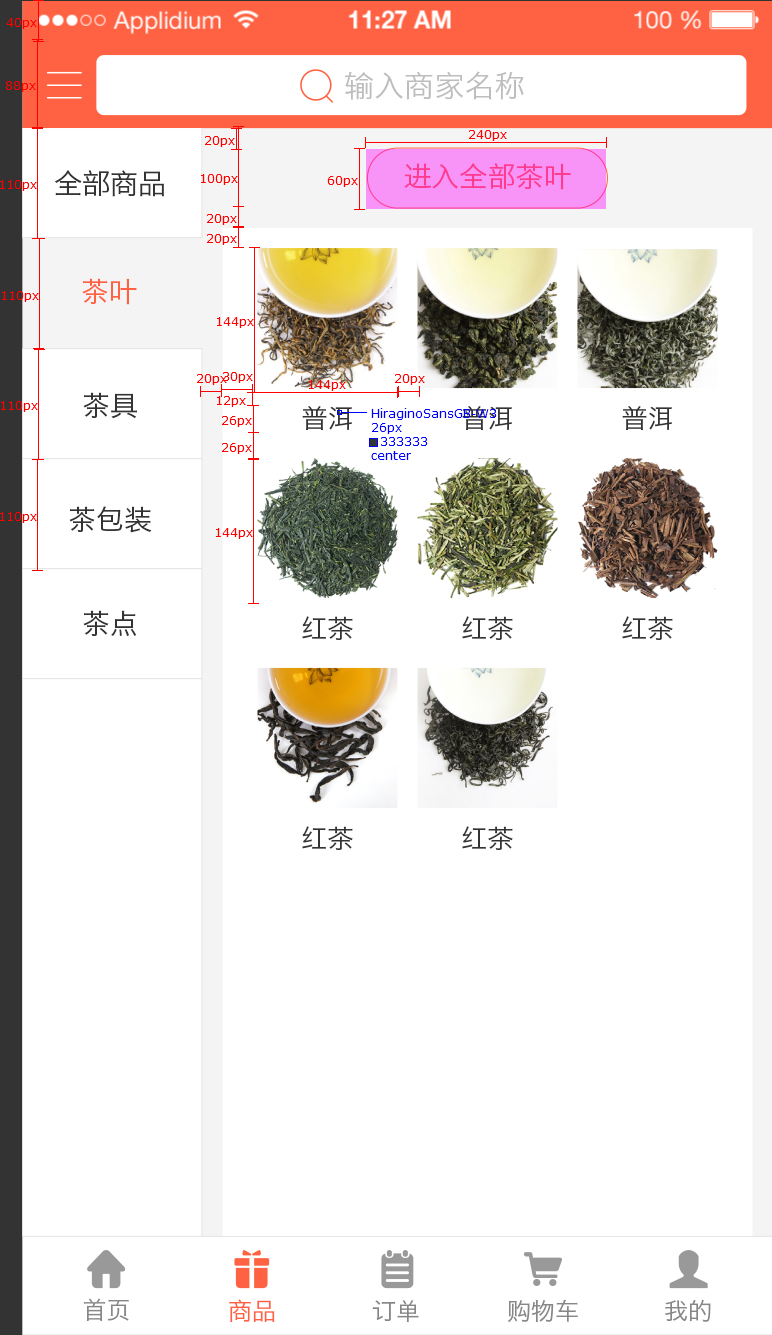 40px
Applidium
11:27 AM
100 %
88px
输入商家名称
20px
240px
110px
全部商品
100px
60px
进入全部茶叶
20px
20px
110px
茶叶
144px
20px
30px
144px
20px
12px
110px
茶具
26px
普洱
普洱
普洱
HiraginoSansGB-W3
26px
333333
center
26px
110px
茶包装
144px
茶点
红茶
红茶
红茶
红茶
红茶
首页
商品
订单
购物车
我的